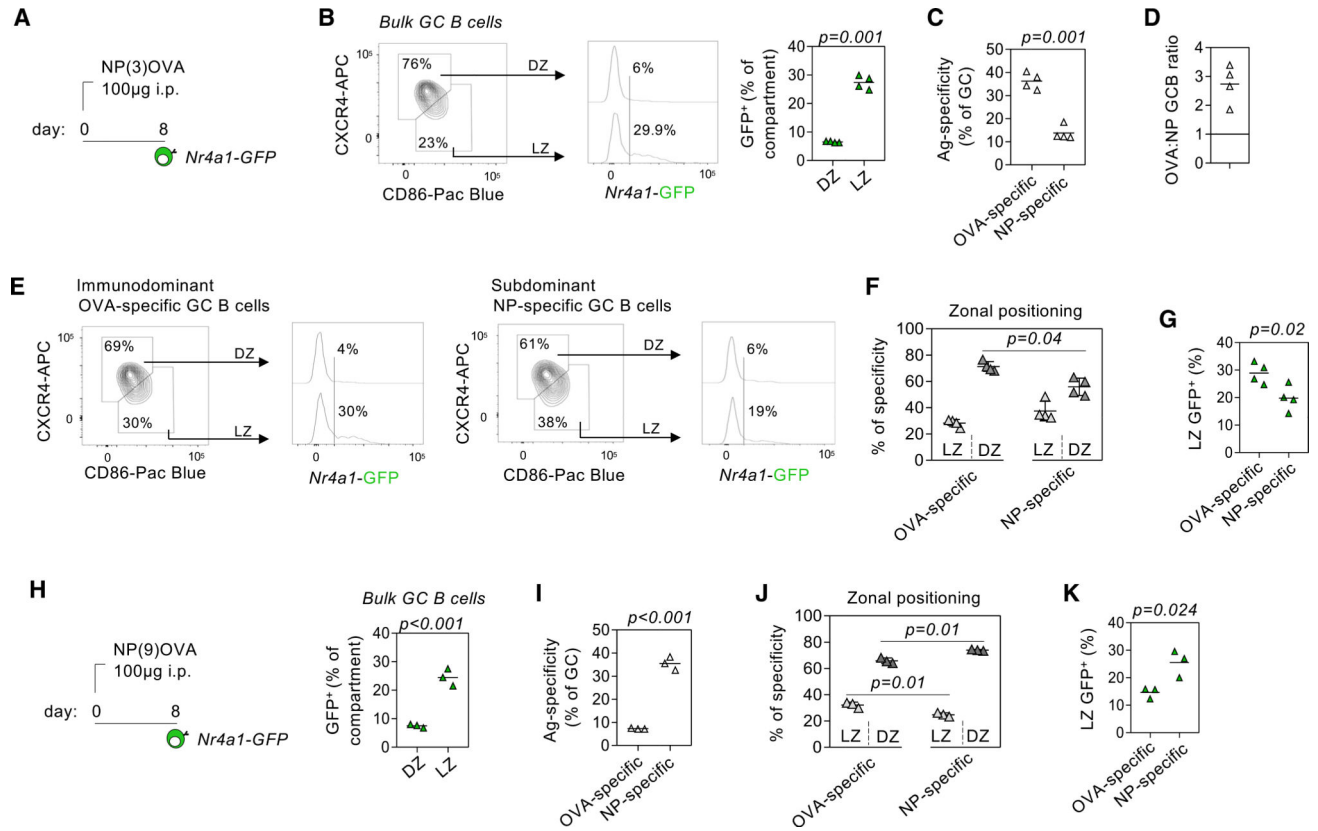 A
NP(3)OVA
100µg i.p.
day:
0
8
Nr4a1-GFP
B
Bulk GC B cells
CXCR4-APC
10⁵
0
76%
23%
0
10⁵
CD86-Pac Blue
DZ
LZ
6%
29.9%
0
10⁵
Nr4a1-GFP
p=0.001
GFP⁺ (% of
compartment)
40
30
20
10
0
DZ
LZ
C
p=0.001
Ag-specificity
(% of GC)
50
40
30
20
10
0
OVA-specific
NP-specific
D
OVA:NP GCB ratio
4
3
2
1
0
E
Immunodominant
OVA-specific GC B cells
CXCR4-APC
10⁵
0
69%
30%
0
10⁵
CD86-Pac Blue
DZ
LZ
4%
30%
0
10⁵
Nr4a1-GFP
Subdominant
NP-specific GC B cells
CXCR4-APC
10⁵
0
61%
38%
0
10⁵
CD86-Pac Blue
DZ
LZ
6%
19%
0
10⁵
Nr4a1-GFP
F
Zonal positioning
p=0.04
% of specificity
100
80
60
40
20
0
LZ DZ
LZ DZ
OVA-specific
NP-specific
G
p=0.02
LZ GFP⁺ (%)
40
30
20
10
0
OVA-specific
NP-specific
H
NP(9)OVA
100µg i.p.
day:
0
8
Nr4a1-GFP
Bulk GC B cells
p<0.001
GFP⁺ (% of
compartment)
40
30
20
10
0
DZ
LZ
I
p<0.001
Ag-specificity
(% of GC)
50
40
30
20
10
0
OVA-specific
NP-specific
J
Zonal positioning
p=0.01
p=0.01
% of specificity
100
80
60
40
20
0
LZ DZ
LZ DZ
OVA-specific
NP-specific
K
p=0.024
LZ GFP⁺ (%)
40
30
20
10
0
OVA-specific
NP-specific